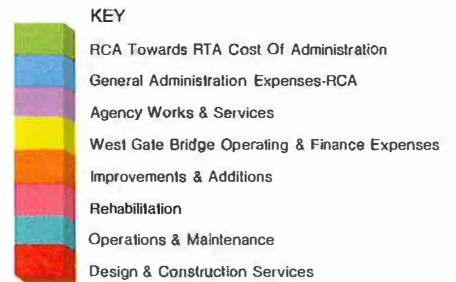 KEY
RCA Towards RTA Cost Of Administration
General Administration Expenses-RCA
Agency Works & Services
West Gate Bridge Operating & Finance Expenses
Improvements & Additions
Rehabilitation
Operations & Maintenance
Design & Construction Services